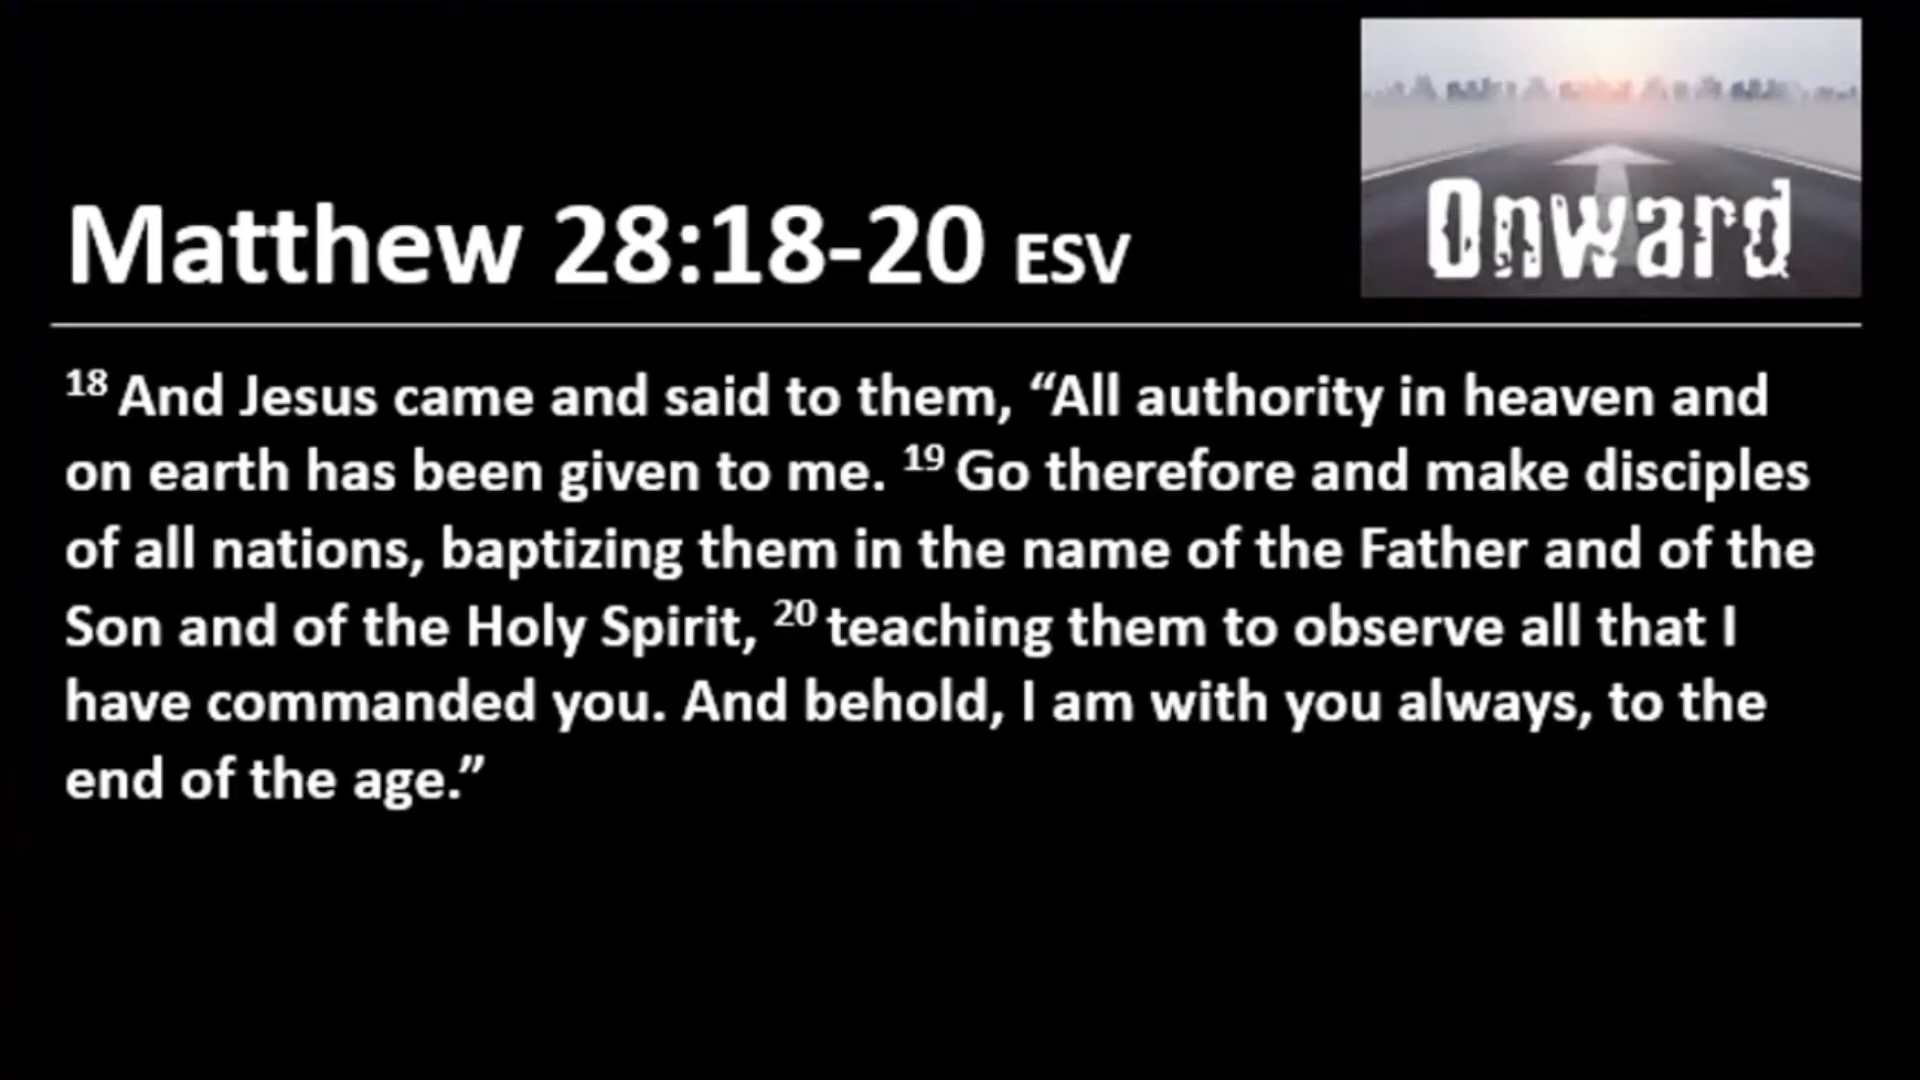 Onward
Matthew 28:18-20 ESV
18 And Jesus came and said to them, “All authority in heaven and
on earth has been given to me. 19 Go therefore and make disciples
of all nations, baptizing them in the name of the Father and of the
Son and of the Holy Spirit, 20 teaching them to observe all that I
have commanded you. And behold, I am with you always, to the
end of the age.”